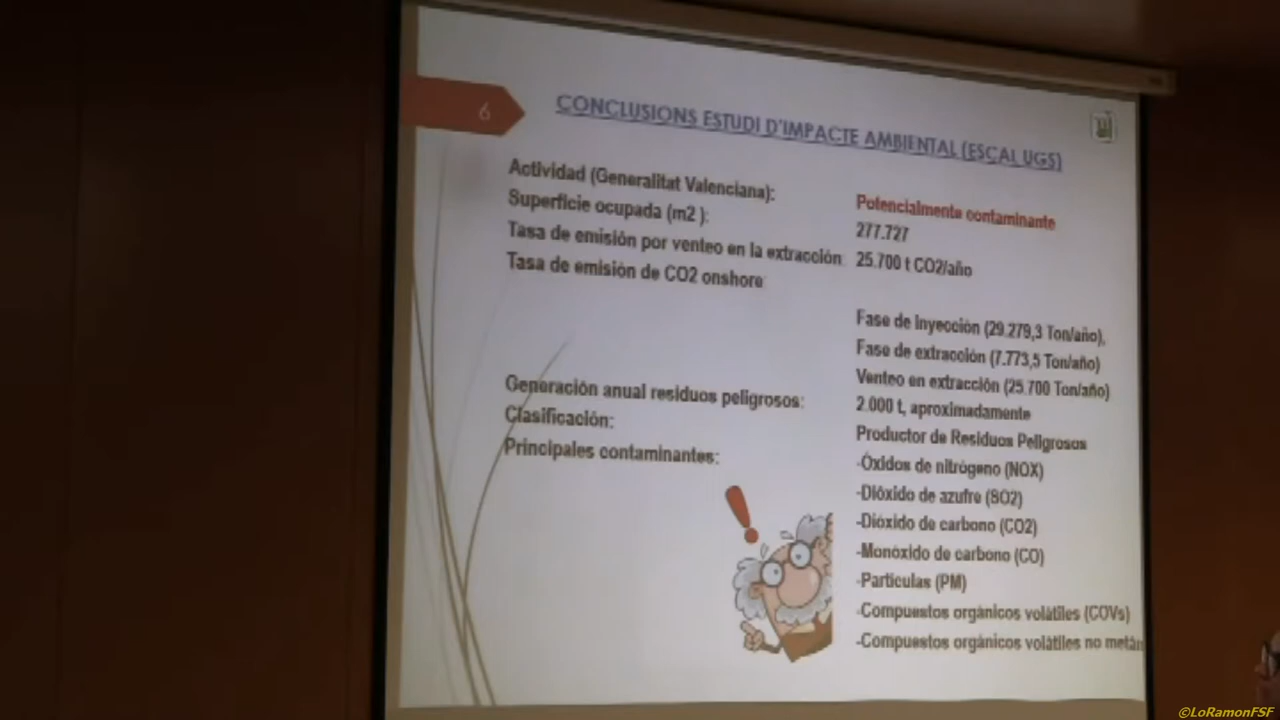 6
CONCLUSIONS ESTUDI D'IMPACTE AMBIENTAL (ESCAL UGS)
Actividad (Generalitat Valenciana):
Potencialmente contaminante
Superficie ocupada (m2 ):
277.727
Tasa de emisión por venteo en la extracción:
25.700 t CO2/año
Tasa de emisión de CO2 onshore:
Fase de Inyección (29.279,3 Ton/año),
Fase de extracción (7.773,5 Ton/año)
Venteo en extracción (25.700 Ton/año)
Generación anual residuos peligrosos:
2.000 t, aproximadamente
Clasificación:
Productor de Residuos Peligrosos
Principales contaminantes:
-Óxidos de nitrógeno (NOX)
-Dióxido de azufre (SO2)
-Dióxido de carbono (CO2)
-Monóxido de carbono (CO)
-Partículas (PM)
-Compuestos orgánicos volátiles (COVs)
-Compuestos orgánicos volátiles no metán
©LoRamonFSF